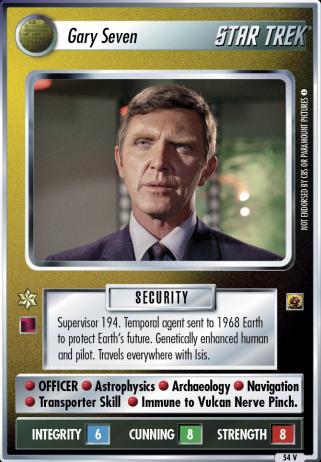 Gary Seven
STAR TREK
NOT ENDORSED BY CBS OR PARAMOUNT PICTURES
SECURITY
Supervisor 194. Temporal agent sent to 1968 Earth
to protect Earth's future. Genetically enhanced human
and pilot. Travels everywhere with Isis.
OFFICER Astrophysics Archaeology Navigation
Transporter Skill Immune to Vulcan Nerve Pinch.
INTEGRITY 6 CUNNING 8 STRENGTH 8
54 V